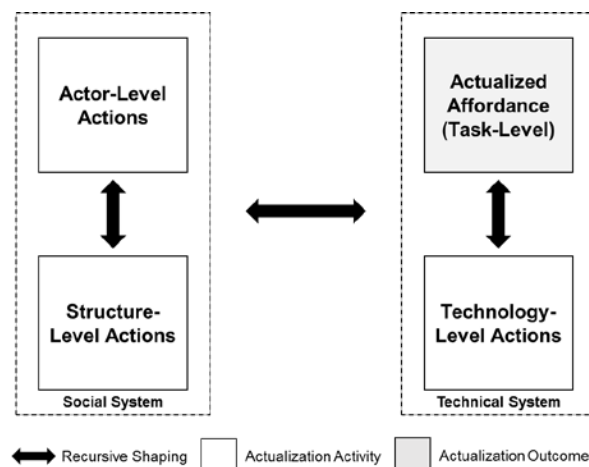 Actor-Level
Actions
Actualized
Affordance
(Task-Level)
Structure-
Level Actions
Technology-
Level Actions
Social System
Technical System
Recursive Shaping
Actualization Activity
Actualization Outcome